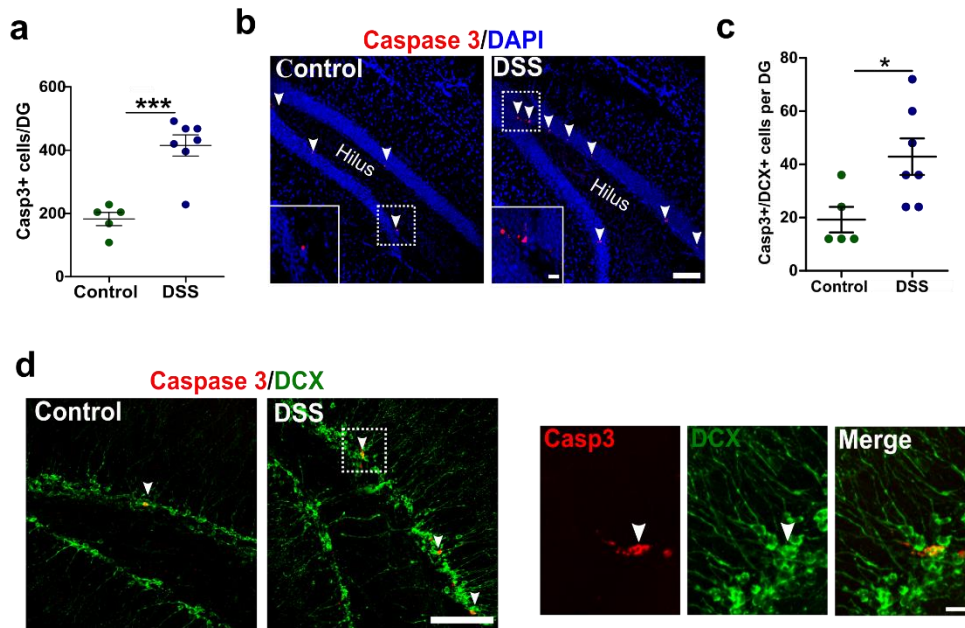 a
Casp3+ cells/DG
600
400
200
0
***
Control
DSS
b
Caspase 3/DAPI
Control
Hilus
DSS
Hilus
c
Casp3+/DCX+ cells per DG
80
60
40
20
0
*
Control
DSS
d
Caspase 3/DCX
Control
DSS
Casp3
DCX
Merge